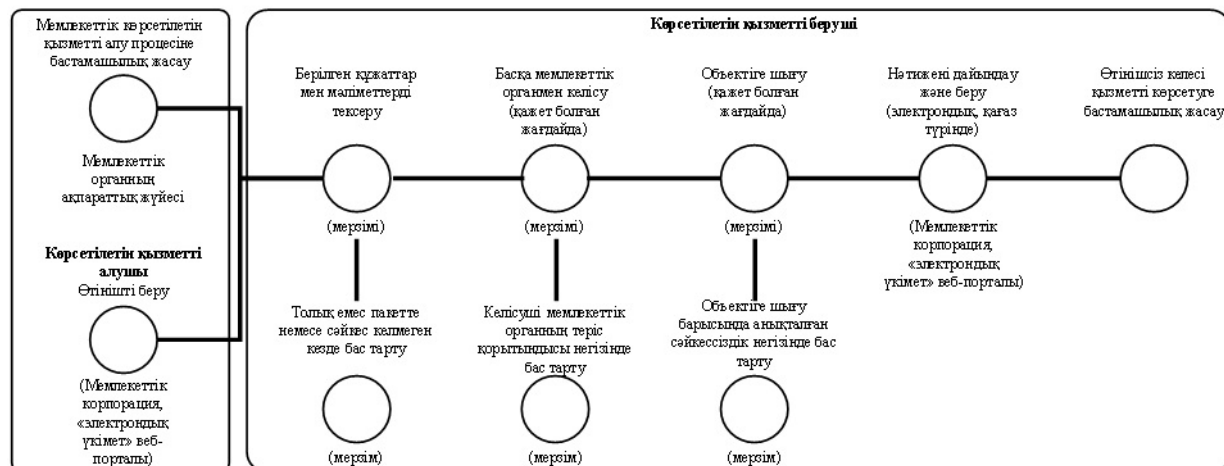 Мемлекеттік көрсетілетін
қызметті алу процесіне
бастамашылық жасау
Мемлекеттік
органның
ақпараттық жүйесі
Көрсетілетін қызметті
алушы
Өтінішті беру
(Мемлекеттік
корпорация,
«электрондық
үкімет» веб-
порталы)
Көрсетілетін қызметті беруші
Берілген құжаттар
мен мәліметтерді
тексеру
(мерзімі)
Толық емес пакетте
немесе сәйкес келмеген
кезде бас тарту
(мерзім)
Басқа мемлекеттік
органмен келісу
(қажет болған
жағдайда)
(мерзімі)
Келісуші мемлекеттік
органның теріс
қорытындысы негізінде
бас тарту
(мерзім)
Объектіге шығу
(қажет болған
жағдайда)
(мерзімі)
Объектіге шығу
барысында анықталған
сәйкессіздік негізінде бас
тарту
(мерзім)
Нәтижені дайындау
және беру
(электрондық, қағаз
түрінде)
(Мемлекеттік
корпорация,
«электрондық
үкімет» веб-порталы)
Өтінішсіз келесі
қызметті көрсетуге
бастамашылық жасау